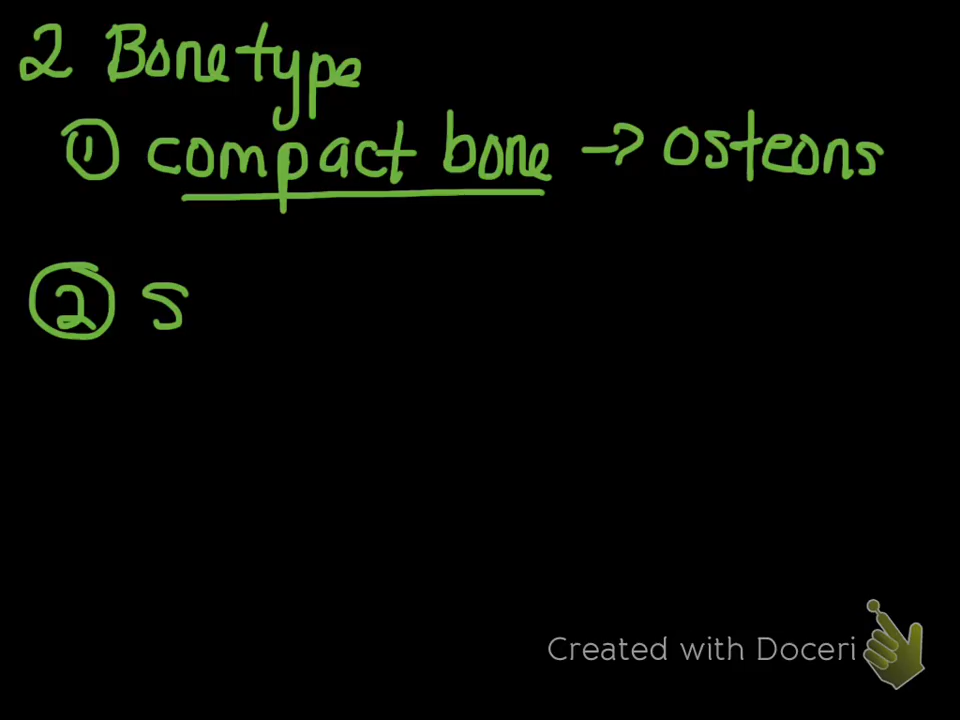 2 Bone type
① compact bone → osteons
② S
Created with Doceri